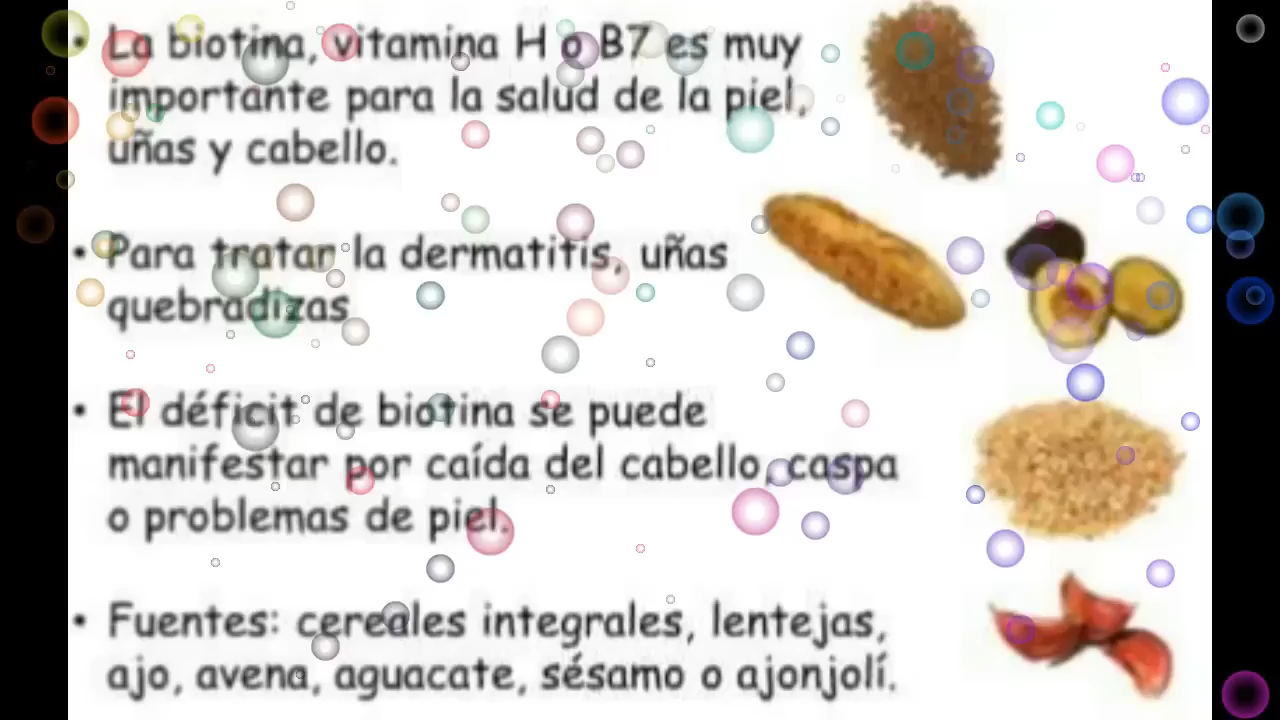 • La biotina, vitamina H o B7 es muy
importante para la salud de la piel,
uñas y cabello.
• Para tratar la dermatitis, uñas
quebradizas
• El déficit de biotina se puede
manifestar por caída del cabello, caspa
o problemas de piel.
• Fuentes: cereales integrales, lentejas,
ajo, avena, aguacate, sésamo o ajonjolí.